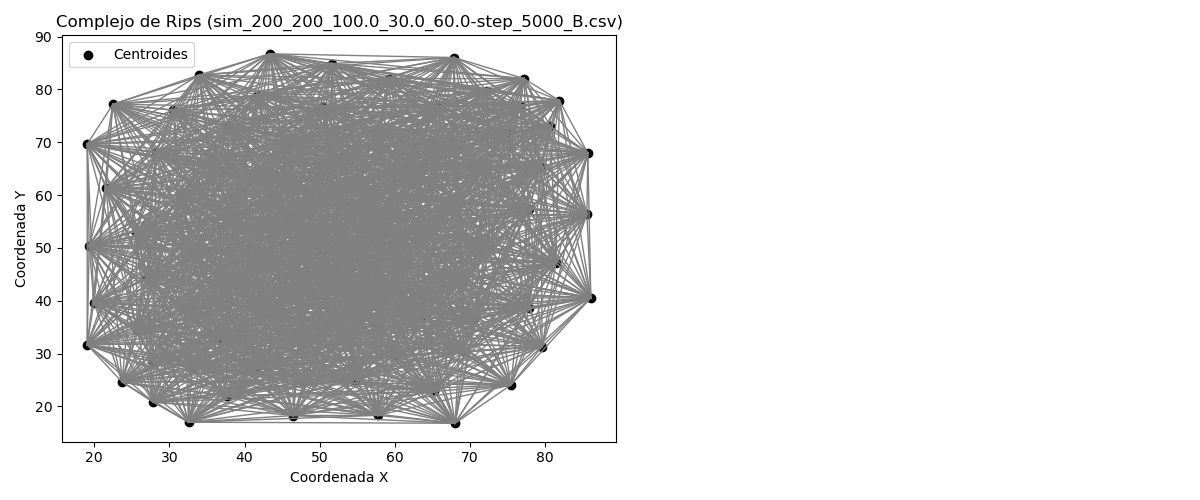 Complejo de Rips (sim_200_200_100.0_30.0_60.0-step_5000_B.csv)
Centroides
90
80
70
60
50
40
30
20
Coordenada Y
20 30 40 50 60 70 80
Coordenada X